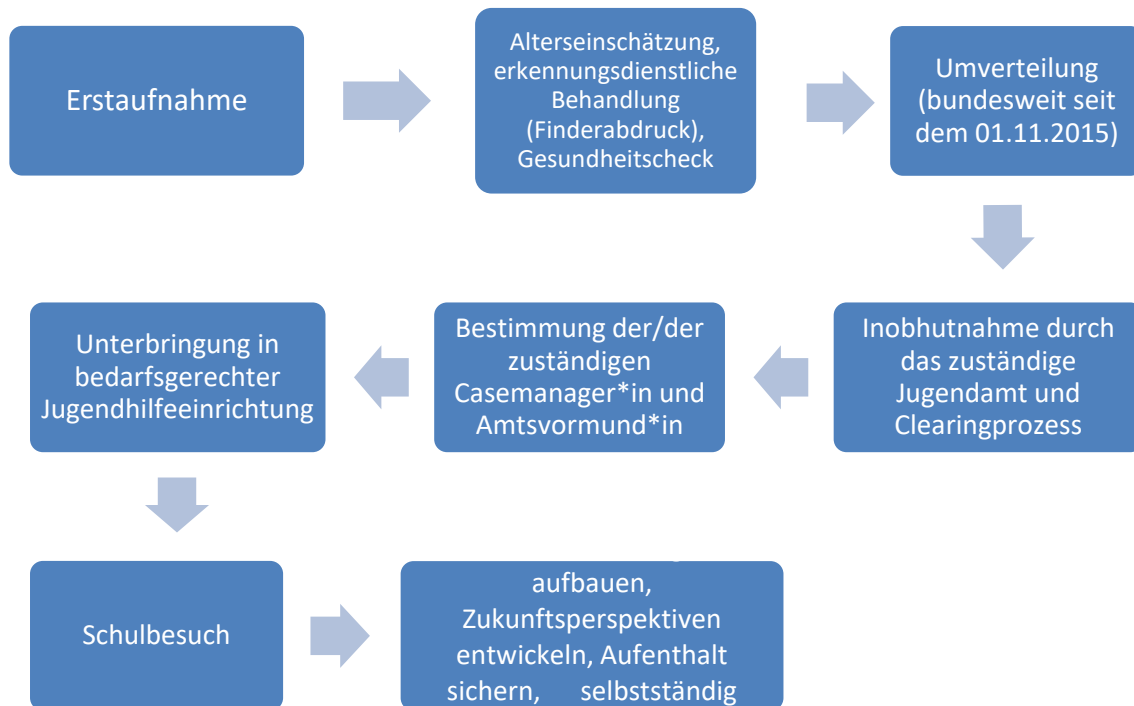 Erstaufnahme
Alterseinschätzung,
erkennungsdienstliche
Behandlung
(Finderabdruck),
Gesundheitscheck
Umverteilung
(bundesweit seit
dem 01.11.2015)
Inobhutnahme durch
das zuständige
Jugendamt und
Clearingprozess
Bestimmung der/der
zuständigen
Casemanager*in und
Amtsvormund*in
Unterbringung in
bedarfsgerechter
Jugendhilfeeinrichtung
Schulbesuch
aufbauen,
Zukunftsperspektiven
entwickeln, Aufenthalt
sichern, selbstständig